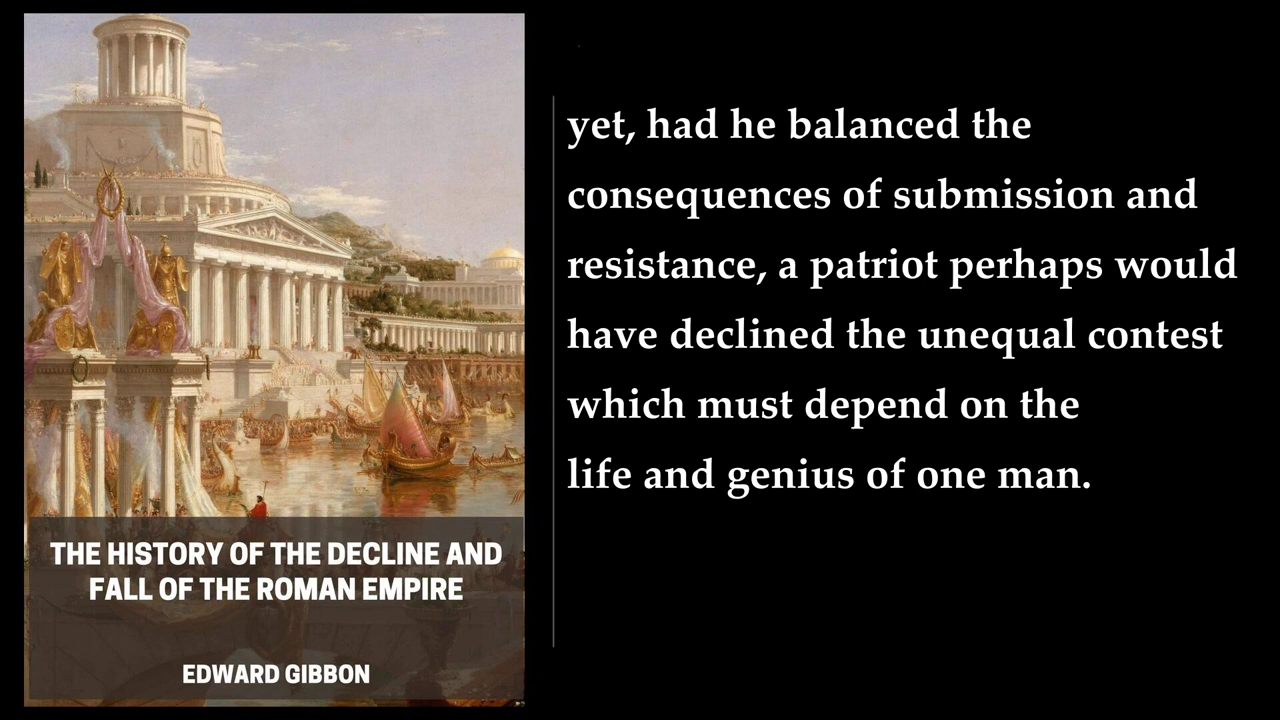 yet, had he balanced the
consequences of submission and
resistance, a patriot perhaps would
have declined the unequal contest
which must depend on the
life and genius of one man.
THE HISTORY OF THE DECLINE AND
FALL OF THE ROMAN EMPIRE
EDWARD GIBBON